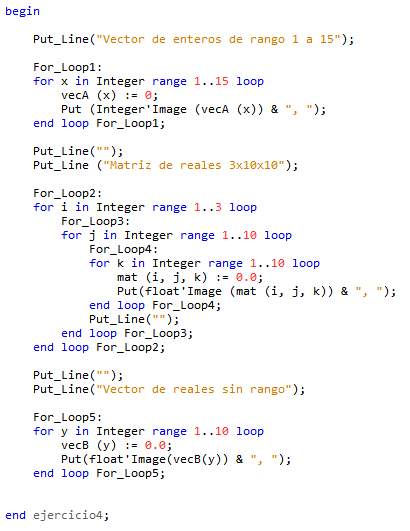 begin
Put_Line("Vector de enteros de rango 1 a 15");
For_Loop1:
for x in Integer range 1..15 loop
vecA (x) := 0;
Put (Integer'Image (vecA (x)) & ", ");
end loop For_Loop1;
Put_Line("");
Put_Line ("Matriz de reales 3x10x10");
For_Loop2:
for i in Integer range 1..3 loop
For_Loop3:
for j in Integer range 1..10 loop
For_Loop4:
for k in Integer range 1..10 loop
mat (i, j, k) := 0.0;
Put(float'Image (mat (i, j, k)) & ", ");
end loop For_Loop4;
Put_Line("");
end loop For_Loop3;
end loop For_Loop2;
Put_Line("");
Put_Line("Vector de reales sin rango");
For_Loop5:
for y in Integer range 1..10 loop
vecB (y) := 0.0;
Put(float'Image(vecB(y)) & ", ");
end loop For_Loop5;
end ejercicio4;